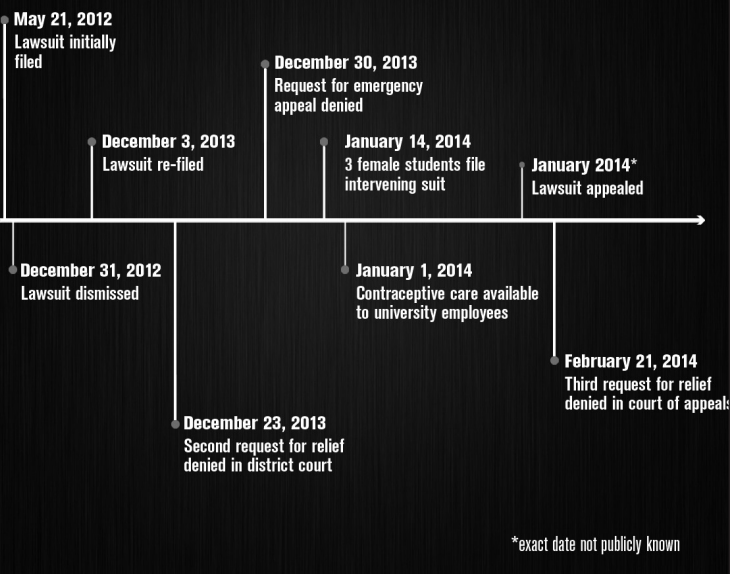 May 21, 2012
Lawsuit initially
filed
December 31, 2012
Lawsuit dismissed
December 3, 2013
Lawsuit re-filed
December 23, 2013
Second request for relief
denied in district court
December 30, 2013
Request for emergency
appeal denied
January 14, 2014
3 female students file
intervening suit
January 1, 2014
Contraceptive care available
to university employees
January 2014*
Lawsuit appealed
February 21, 2014
Third request for relief
denied in court of appeals
*exact date not publicly known